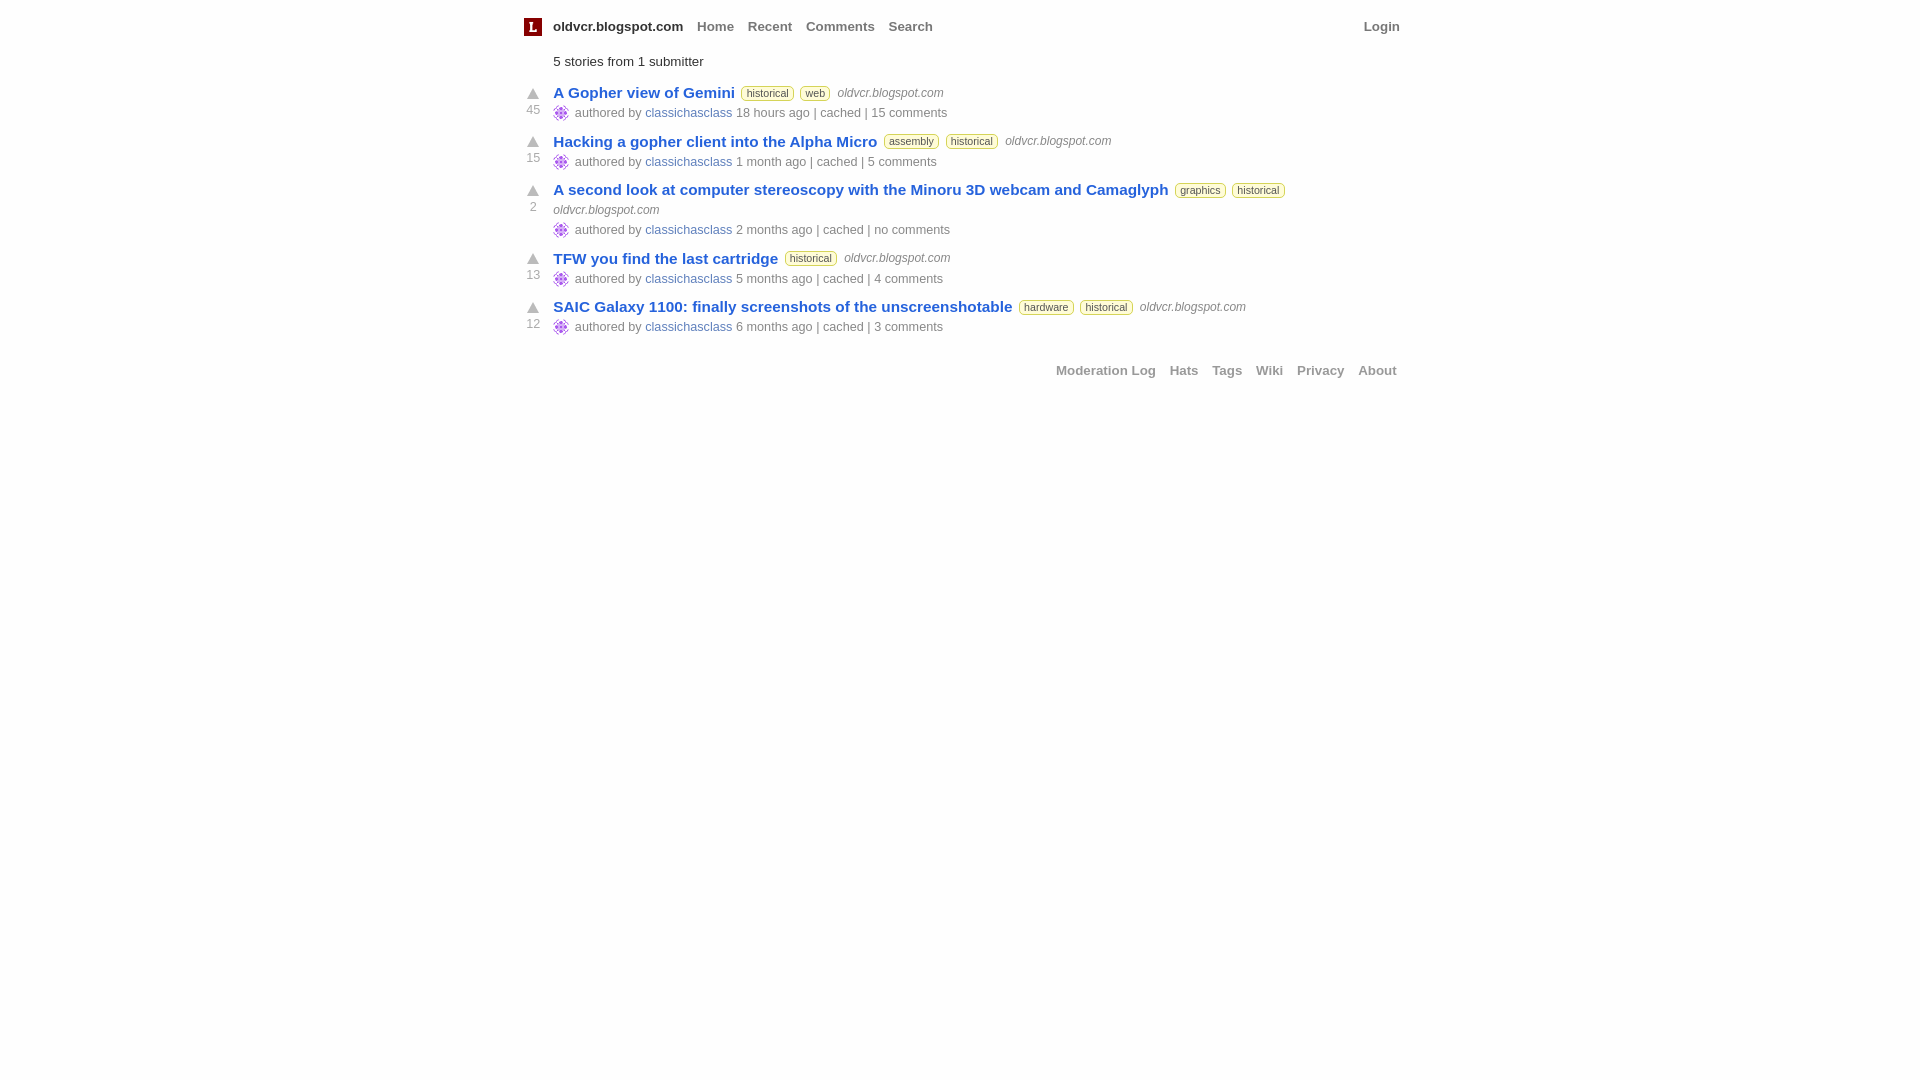 L oldvcr.blogspot.com Home Recent Comments Search Login
5 stories from 1 submitter
A Gopher view of Gemini historical web oldvcr.blogspot.com
45 authored by classichasclass 18 hours ago | cached | 15 comments
Hacking a gopher client into the Alpha Micro assembly historical oldvcr.blogspot.com
15 authored by classichasclass 1 month ago | cached | 5 comments
A second look at computer stereoscopy with the Minoru 3D webcam and Camaglyph graphics historical
2 oldvcr.blogspot.com
authored by classichasclass 2 months ago | cached | no comments
TFW you find the last cartridge historical oldvcr.blogspot.com
13 authored by classichasclass 5 months ago | cached | 4 comments
SAIC Galaxy 1100: finally screenshots of the unscreenshotable hardware historical oldvcr.blogspot.com
12 authored by classichasclass 6 months ago | cached | 3 comments
Moderation Log Hats Tags Wiki Privacy About